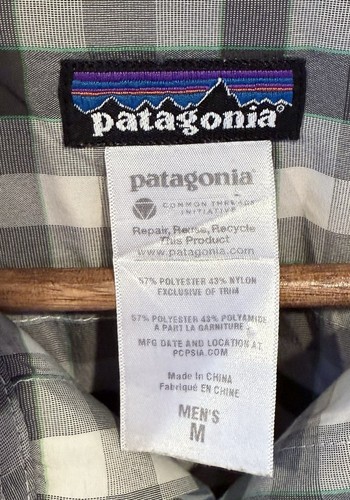 patagonia®
patagonia®
COMMON THREADS
INITIATIVE
Repair, Reuse, Recycle
This Product
www.patagonia.com
57% POLYESTER 43% NYLON
EXCLUSIVE OF TRIM
57% POLYESTER 43% POLYAMIDE
A PART LA GARNITURE
MFG DATE AND LOCATION AT
PCPSIA.COM
Made in CHINA
Fabriqué EN CHINE
MEN'S
M